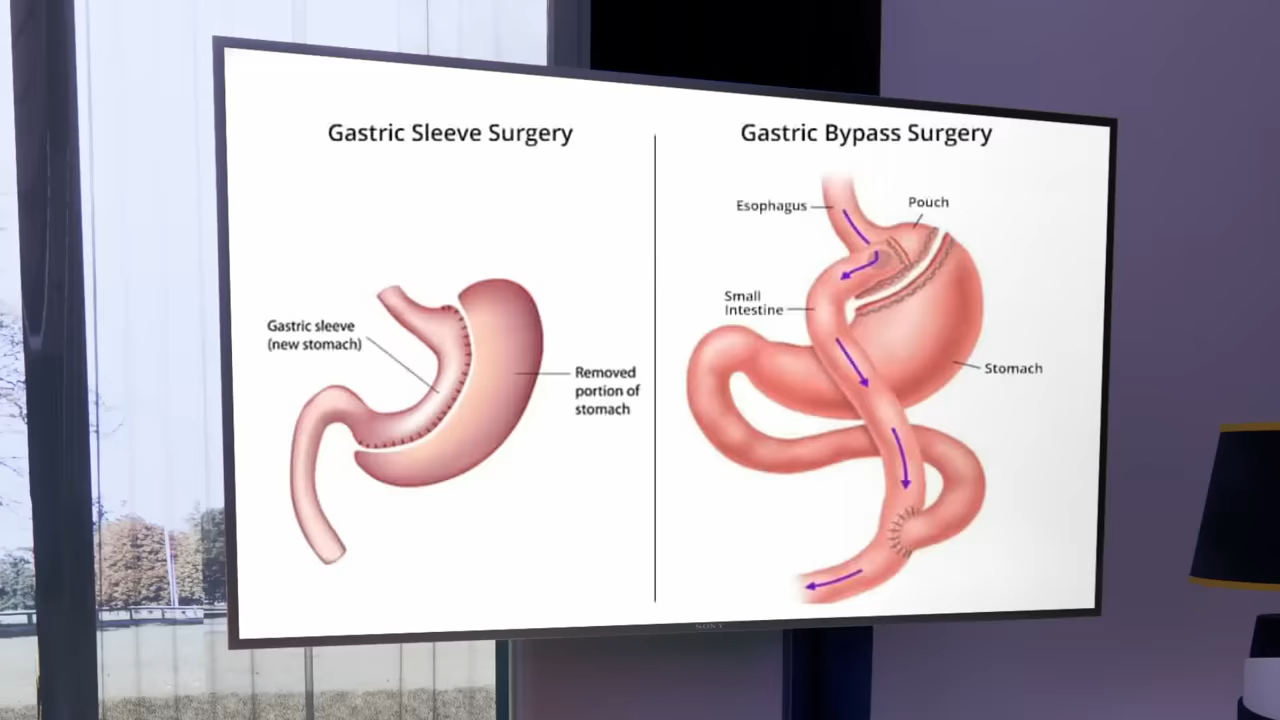 Gastric Sleeve Surgery
Gastric sleeve
(new stomach)
Removed
portion of
stomach
Gastric Bypass Surgery
Esophagus
Pouch
Small
Intestine
Stomach
SONY